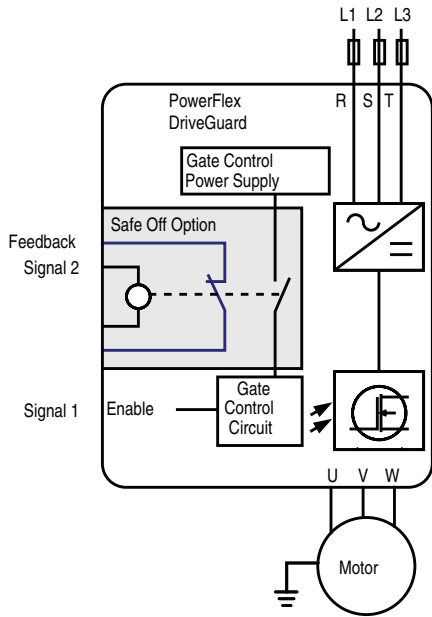 L1 L2 L3
PowerFlex
DriveGuard
R S T
Gate Control
Power Supply
Safe Off Option
Feedback
Signal 2
Signal 1
Enable
Gate
Control
Circuit
U V W
Motor